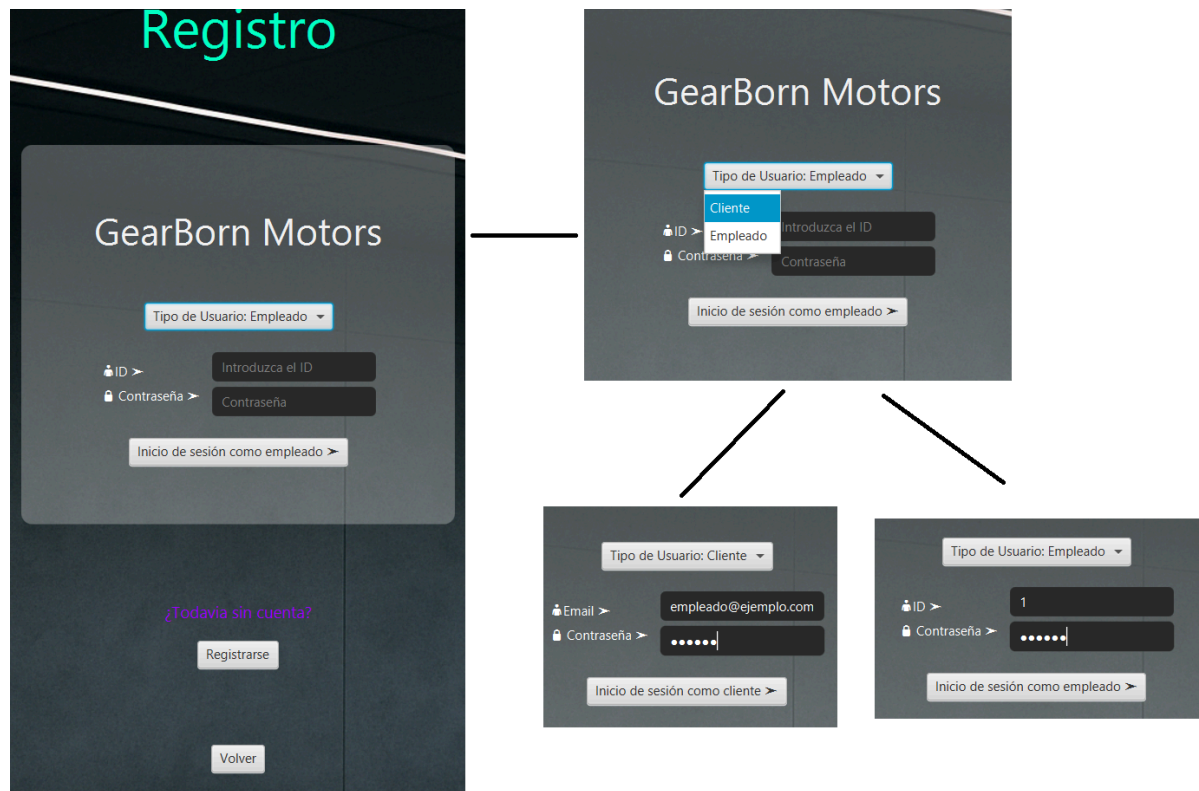 Registro
GearBorn Motors
Tipo de Usuario: Empleado
ID ➤
Introduzca el ID
Contraseña ➤
Contraseña
Inicio de sesión como empleado ➤
¿Todavia sin cuenta?
Registrarse
Volver
GearBorn Motors
Tipo de Usuario: Empleado
Cliente
Empleado
ID ➤
Introduzca el ID
Contraseña ➤
Contraseña
Inicio de sesión como empleado ➤
Tipo de Usuario: Cliente
Email ➤
empleado@ejemplo.com
Contraseña ➤
●●●●●●
Inicio de sesión como cliente ➤
Tipo de Usuario: Empleado
ID ➤
1
Contraseña ➤
●●●●●●
Inicio de sesión como empleado ➤